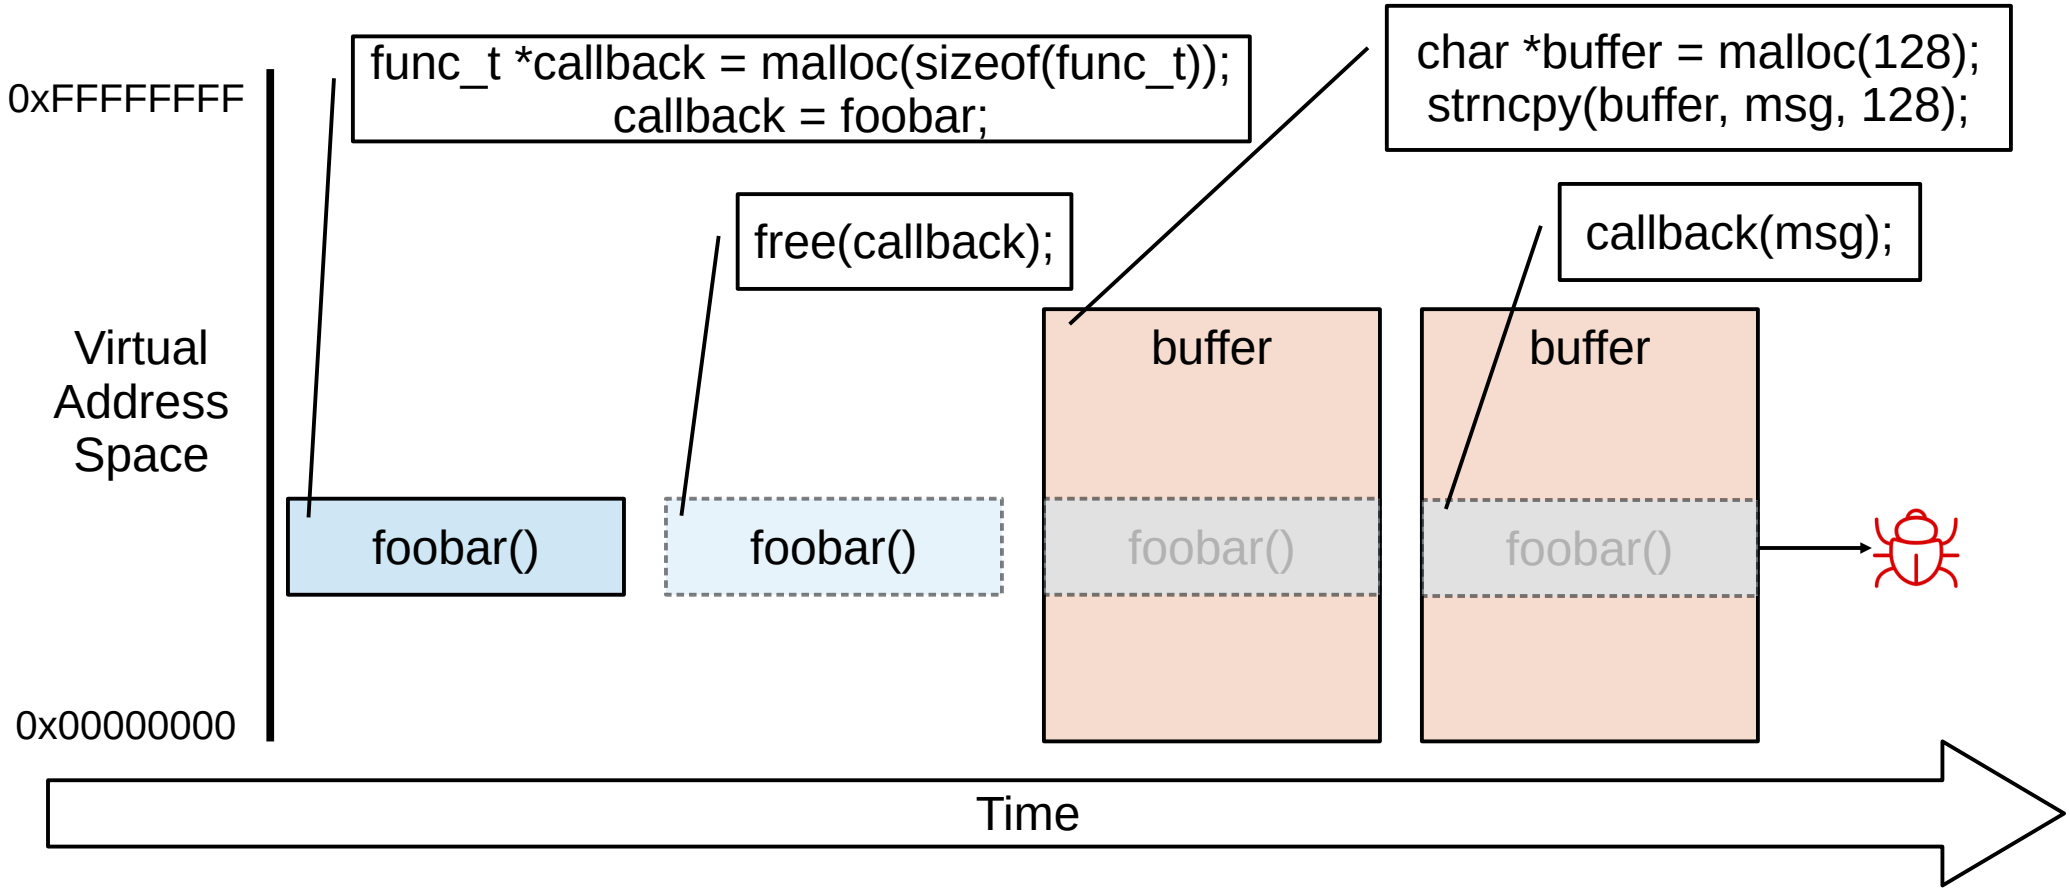 func_t *callback = malloc(sizeof(func_t));
callback = foobar;
char *buffer = malloc(128);
strncpy(buffer, msg, 128);
0xFFFFFFFF
free(callback);
callback(msg);
Virtual
Address
Space
buffer
buffer
foobar()
foobar()
foobar()
foobar()
0x00000000
Time